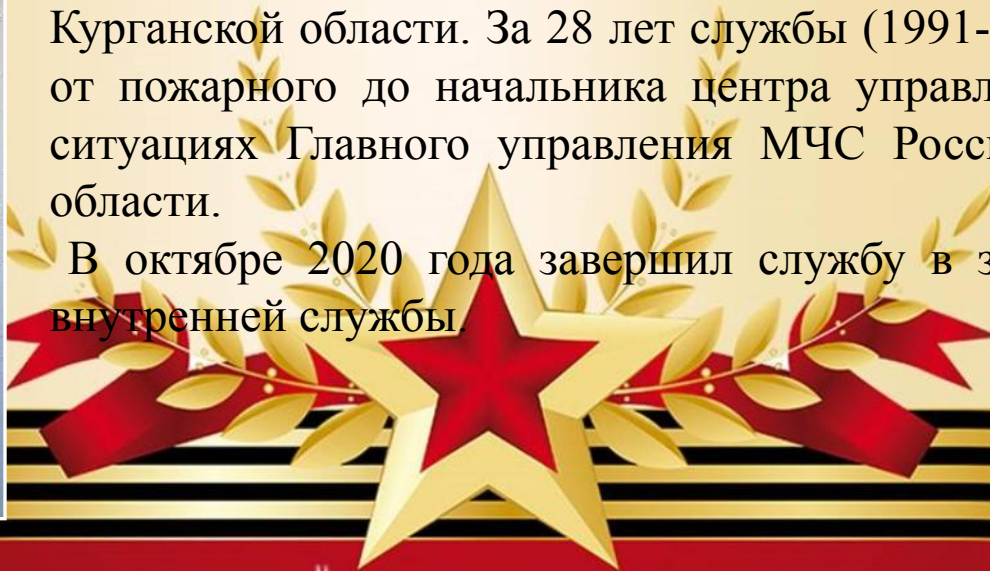 Курганской области. За 28 лет службы (1991-
от пожарного до начальника центра управл
ситуациях Главного управления МЧС Росс
области.
В октябре 2020 года завершил службу в з
внутренней службы.